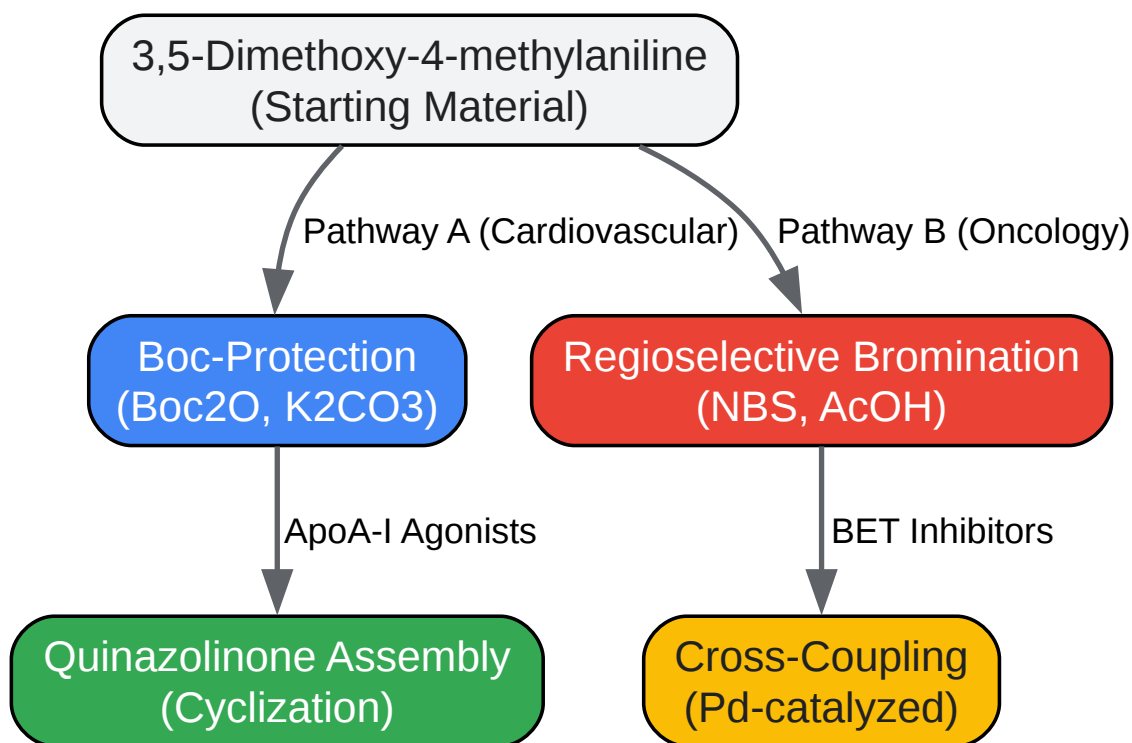 3,5-Dimethoxy-4-methylaniline
(Starting Material)
Pathway A (Cardiovascular)
Pathway B (Oncology)
Boc-Protection
(Boc2O, K2CO3)
Regioselective Bromination
(NBS, AcOH)
ApoA-I Agonists
BET Inhibitors
Quinazolinone Assembly
(Cyclization)
Cross-Coupling
(Pd-catalyzed)